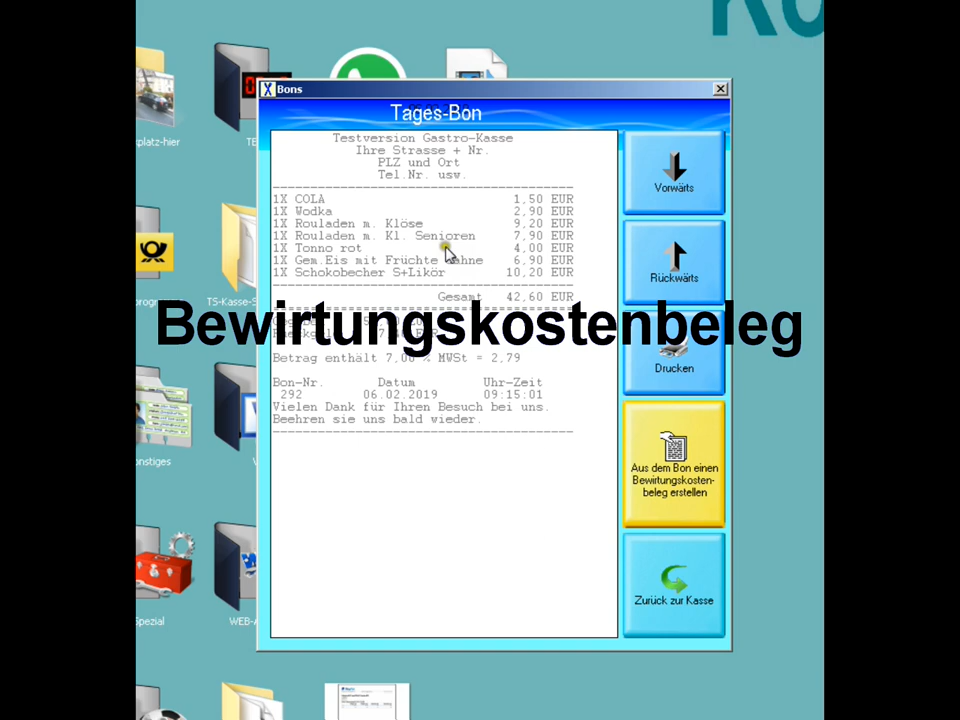 Bons
Tages-Bon
Testversion Gastro-Kasse
Ihre Strasse + Nr.
PLZ und Ort
Tel.Nr. usw.
1X COLA 1,50 EUR
1X Wodka 2,90 EUR
1X Rouladen m. Klöse 9,20 EUR
1X Rouladen m. Kl. Senioren 7,90 EUR
1X Tonno rot 4,00 EUR
1X Gem.Eis mit Früchte 6,90 EUR
1X Schokobecher S+Likör 10,20 EUR
Gesamt 42,60 EUR
Bewirtungskostenbeleg
Betrag enthält 7,00 % MWSt = 2,79
Bon-Nr. Datum Uhr-Zeit
292 06.02.2019 09:15:01
Vielen Dank für Ihren Besuch bei uns.
Beehren sie uns bald wieder.
Vorwärts
Rückwärts
Drucken
Aus dem Bon einen
Bewirtungskosten-
beleg erstellen
Zurück zur Kasse
platz-hier
TS-Kasse-S
onstiges
Spezial
WEB-A